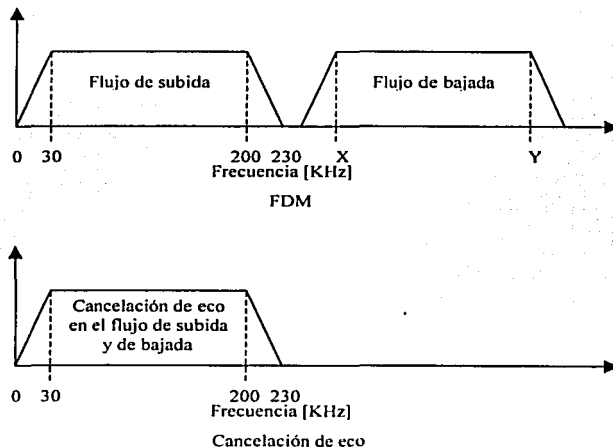 Flujo de subida
Flujo de bajada
0 30 200 230 X Y
Frecuencia [KHz]
FDM
Cancelación de eco
en el flujo de subida
y de bajada
0 30 200 230
Frecuencia [KHz]
Cancelación de eco